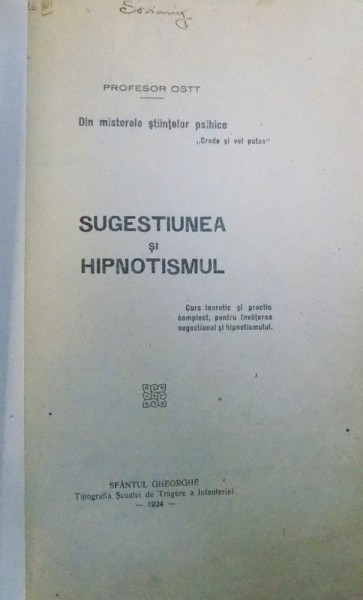 PROFESOR OSTT
Din misterele științelor psihice
„Crede și vei putea"
SUGESTIUNEA
ȘI
HIPNOTISMUL
Curs teoretic și practic
complect, pentru învățarea
sugestiunei și hipnotismului.
SFÂNTUL GHEORGHE
Tipografia Școalei de Tragere a Infanteriei
— 1924 —